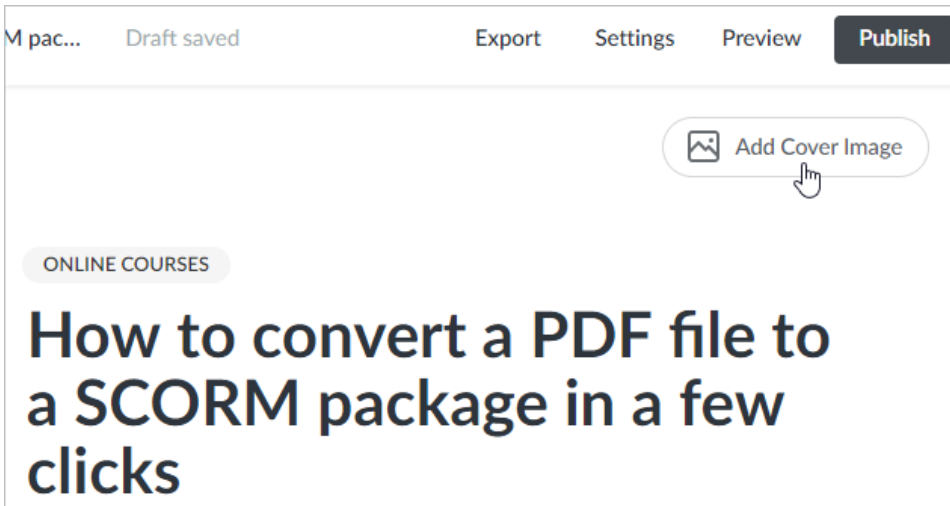 M pac... Draft saved Export Settings Preview Publish
Add Cover Image
ONLINE COURSES
How to convert a PDF file to
a SCORM package in a few
clicks